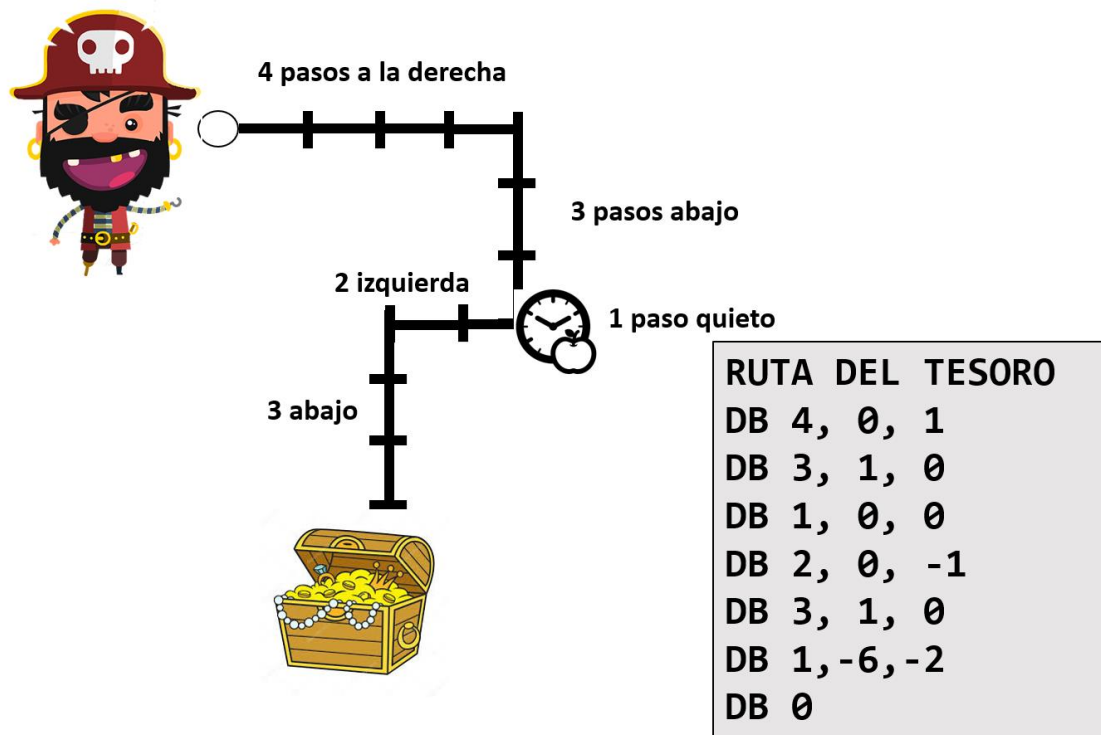 4 pasos a la derecha
3 pasos abajo
2 izquierda
1 paso quieto
3 abajo
RUTA DEL TESORO
DB 4, 0, 1
DB 3, 1, 0
DB 1, 0, 0
DB 2, 0, -1
DB 3, 1, 0
DB 1,-6,-2
DB 0